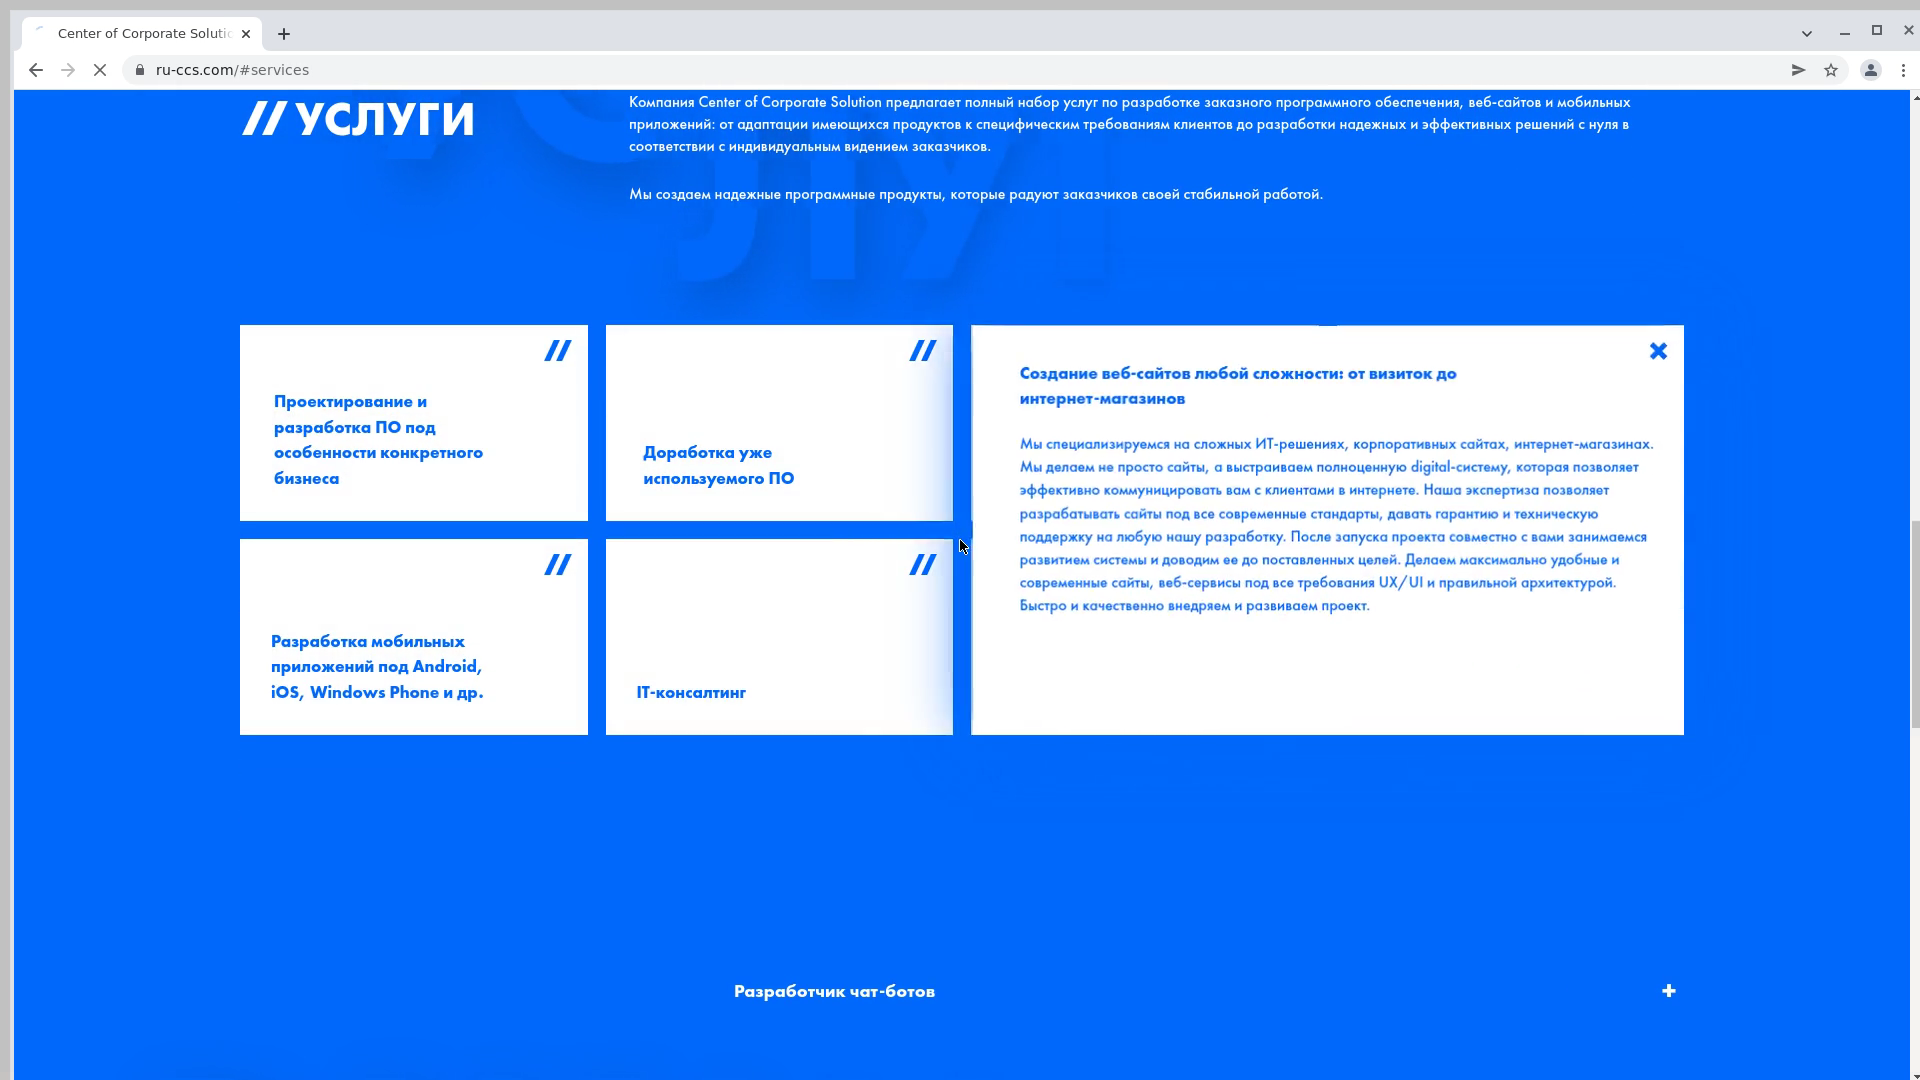 Center of Corporate Soluti
ru-ccs.com/#services
// УСЛУГИ
Компания Center of Corporate Solution предлагает полный набор услуг по разработке заказного программного обеспечения, веб-сайтов и мобильных
приложений: от адаптации имеющихся продуктов к специфическим требованиям клиентов до разработки надежных и эффективных решений с нуля в
соответствии с индивидуальным видением заказчиков.
Мы создаем надежные программные продукты, которые радуют заказчиков своей стабильной работой.
Проектирование и
разработка ПО под
особенности конкретного
бизнеса
Доработка уже
используемого ПО
Создание веб-сайтов любой сложности: от визиток до
интернет-магазинов
Мы специализируемся на сложных ИТ-решениях, корпоративных сайтах, интернет-магазинах.
Мы делаем не просто сайты, а выстраиваем полноценную digital-систему, которая позволяет
эффективно коммуницировать вам с клиентами в интернете. Наша экспертиза позволяет
разрабатывать сайты под все современные стандарты, давать гарантию и техническую
поддержку на любую нашу разработку. После запуска проекта совместно с вами занимаемся
развитием системы и доводим ее до поставленных целей. Делаем максимально удобные и
современные сайты, веб-сервисы под все требования UX/UI и правильной архитектурой.
Быстро и качественно внедряем и развиваем проект.
Разработка мобильных
приложений под Android,
iOS, Windows Phone и др.
IT-консалтинг
Разработчик чат-ботов